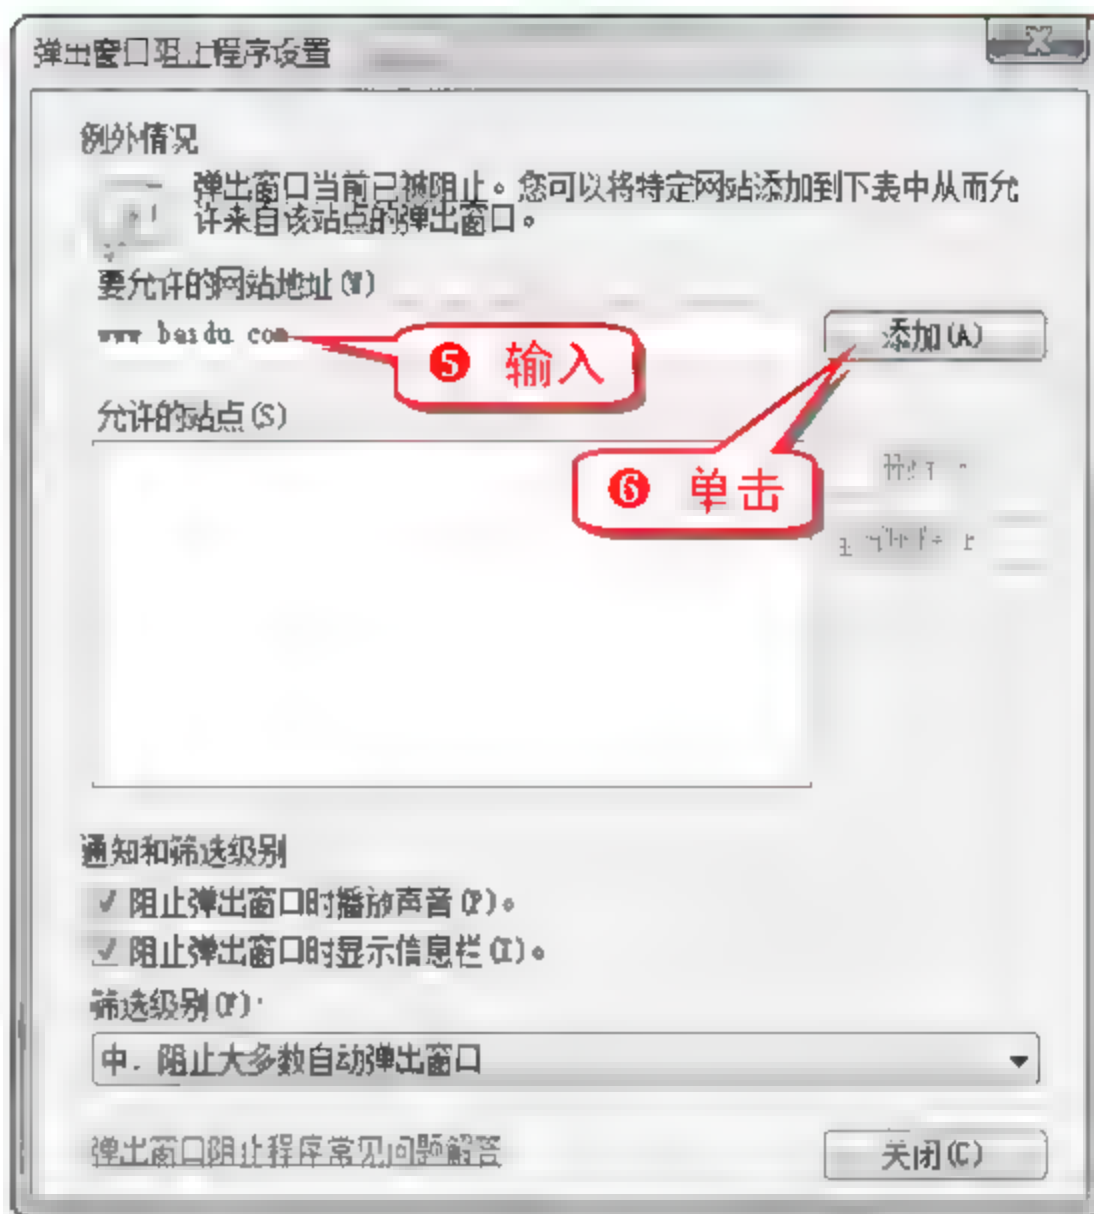 弹出窗口阻止程序设置
例外情况
弹出窗口当前已被阻止。您可以将特定网站添加到下表中从而允
许来自该站点的弹出窗口。
要允许的网站地址(W)
www baidu com
❺ 输入
添加(A)
允许的站点(S)
❻ 单击
通知和筛选级别
阻止弹出窗口时播放声音(P)。
阻止弹出窗口时显示信息栏(I)。
筛选级别(F):
中. 阻止大多数自动弹出窗口
弹出窗口阻止程序常见问题解答
关闭(C)